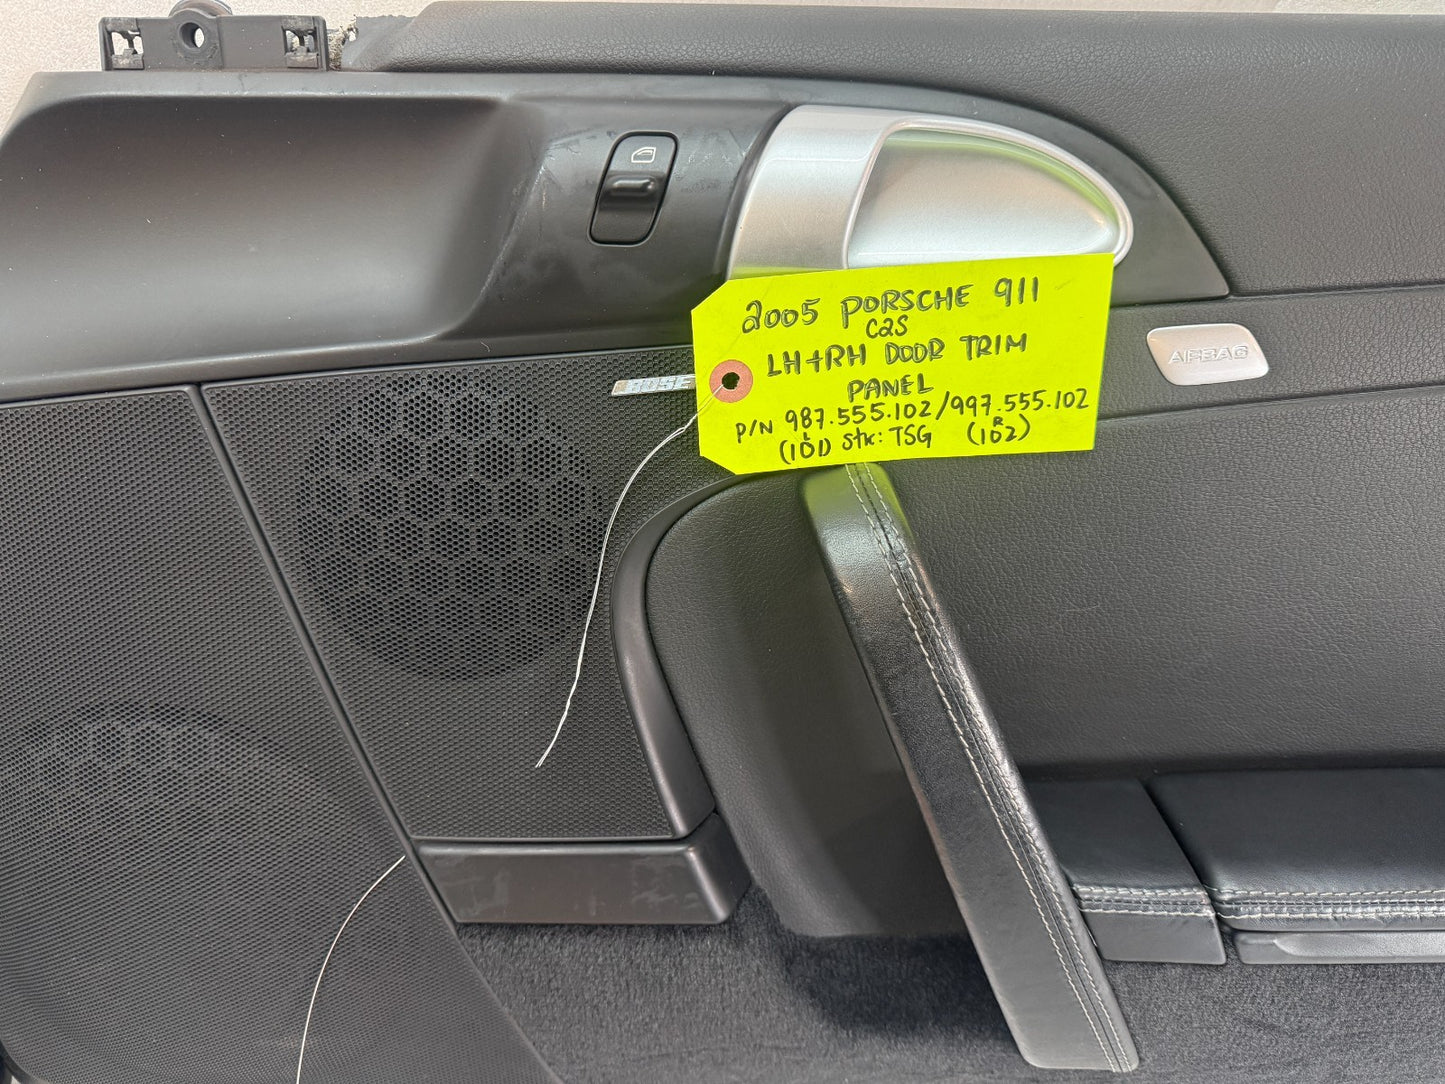 2005 PORSCHE 911
C2S
LH+RH DOOR TRIM
PANEL
P/N 987.555.102/997.555.102
L R
(101) Stk: TSG (102)
BOSE
AIRBAG